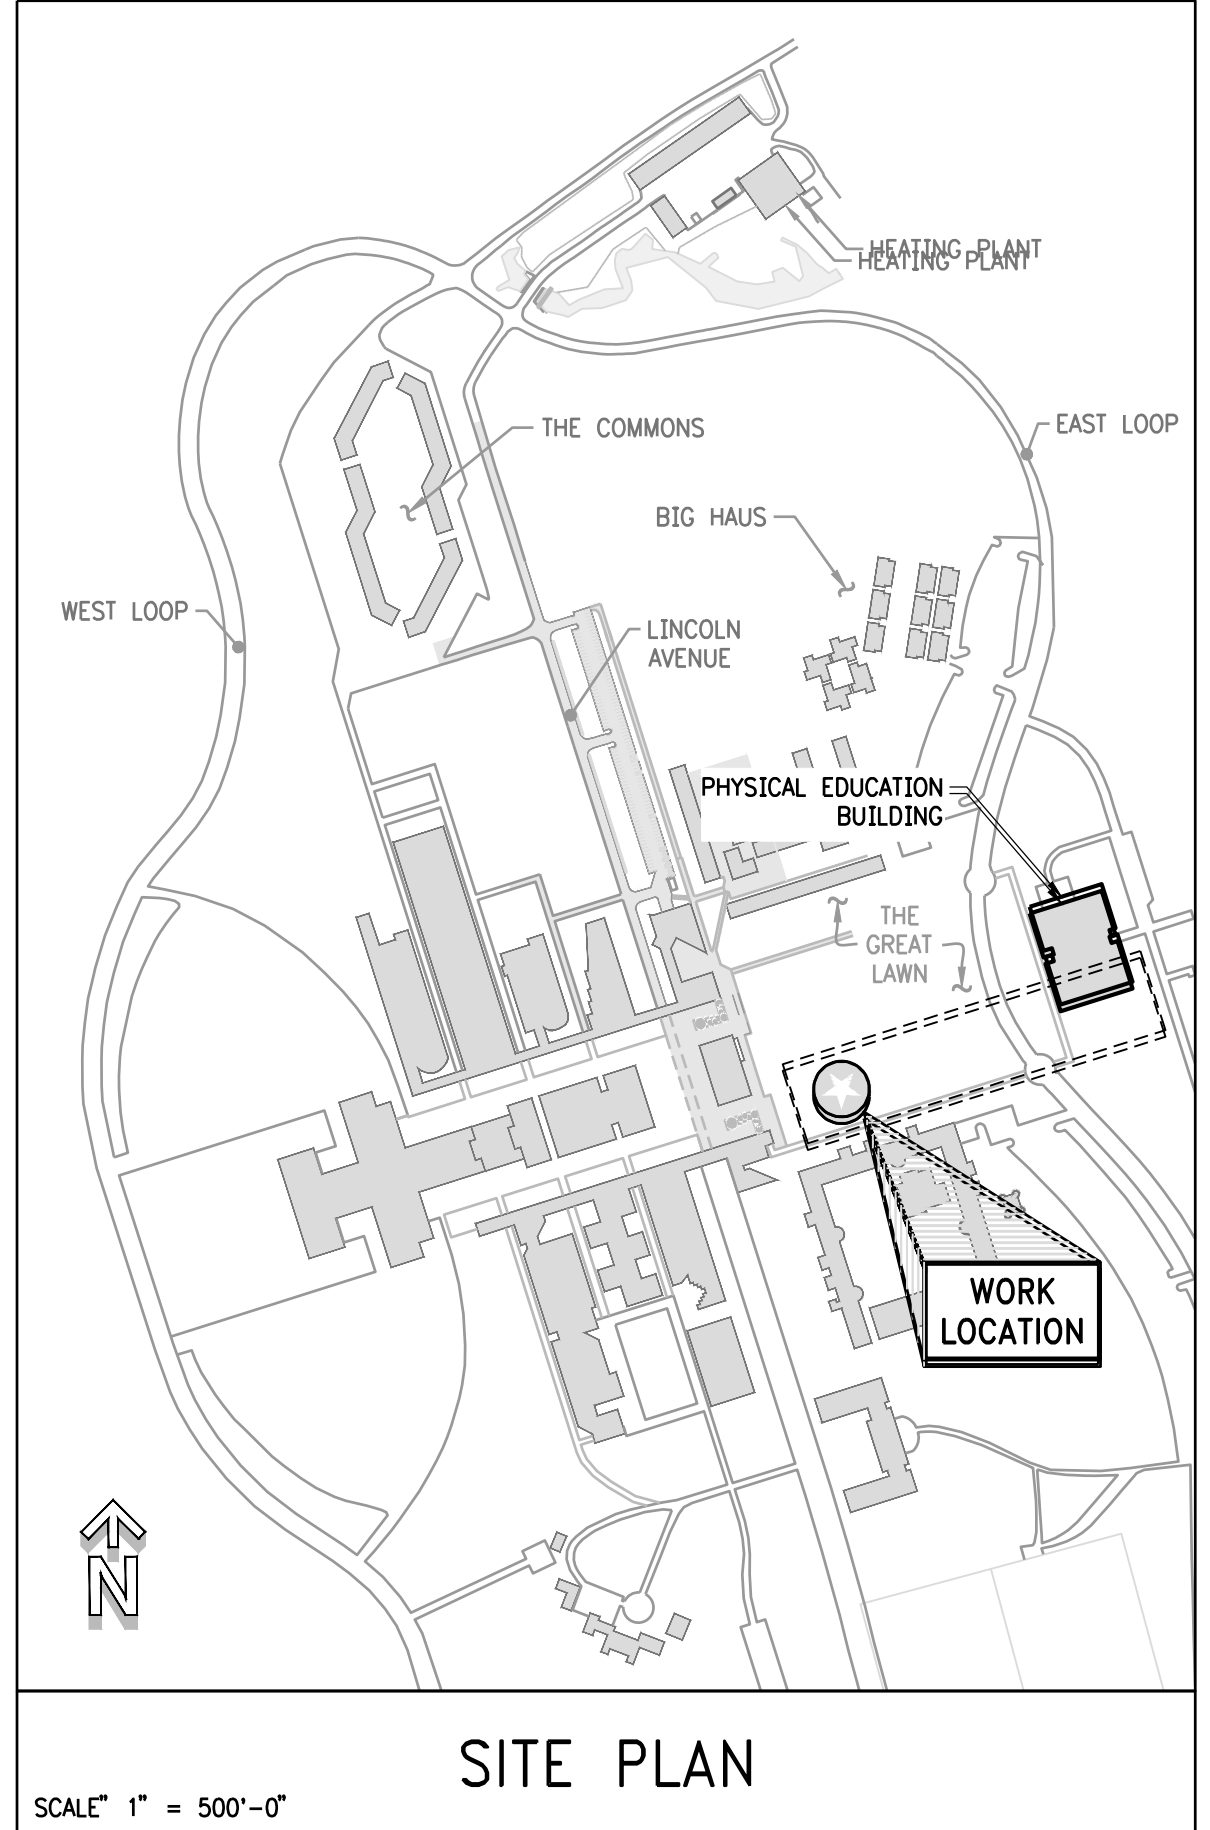 HEATING PLANT
HEATING PLANT
THE COMMONS
EAST LOOP
BIG HAUS
WEST LOOP
LINCOLN
AVENUE
PHYSICAL EDUCATION
BUILDING
THE
GREAT
LAWN
WORK
LOCATION
N
SITE PLAN
SCALE" 1" = 500'-0"